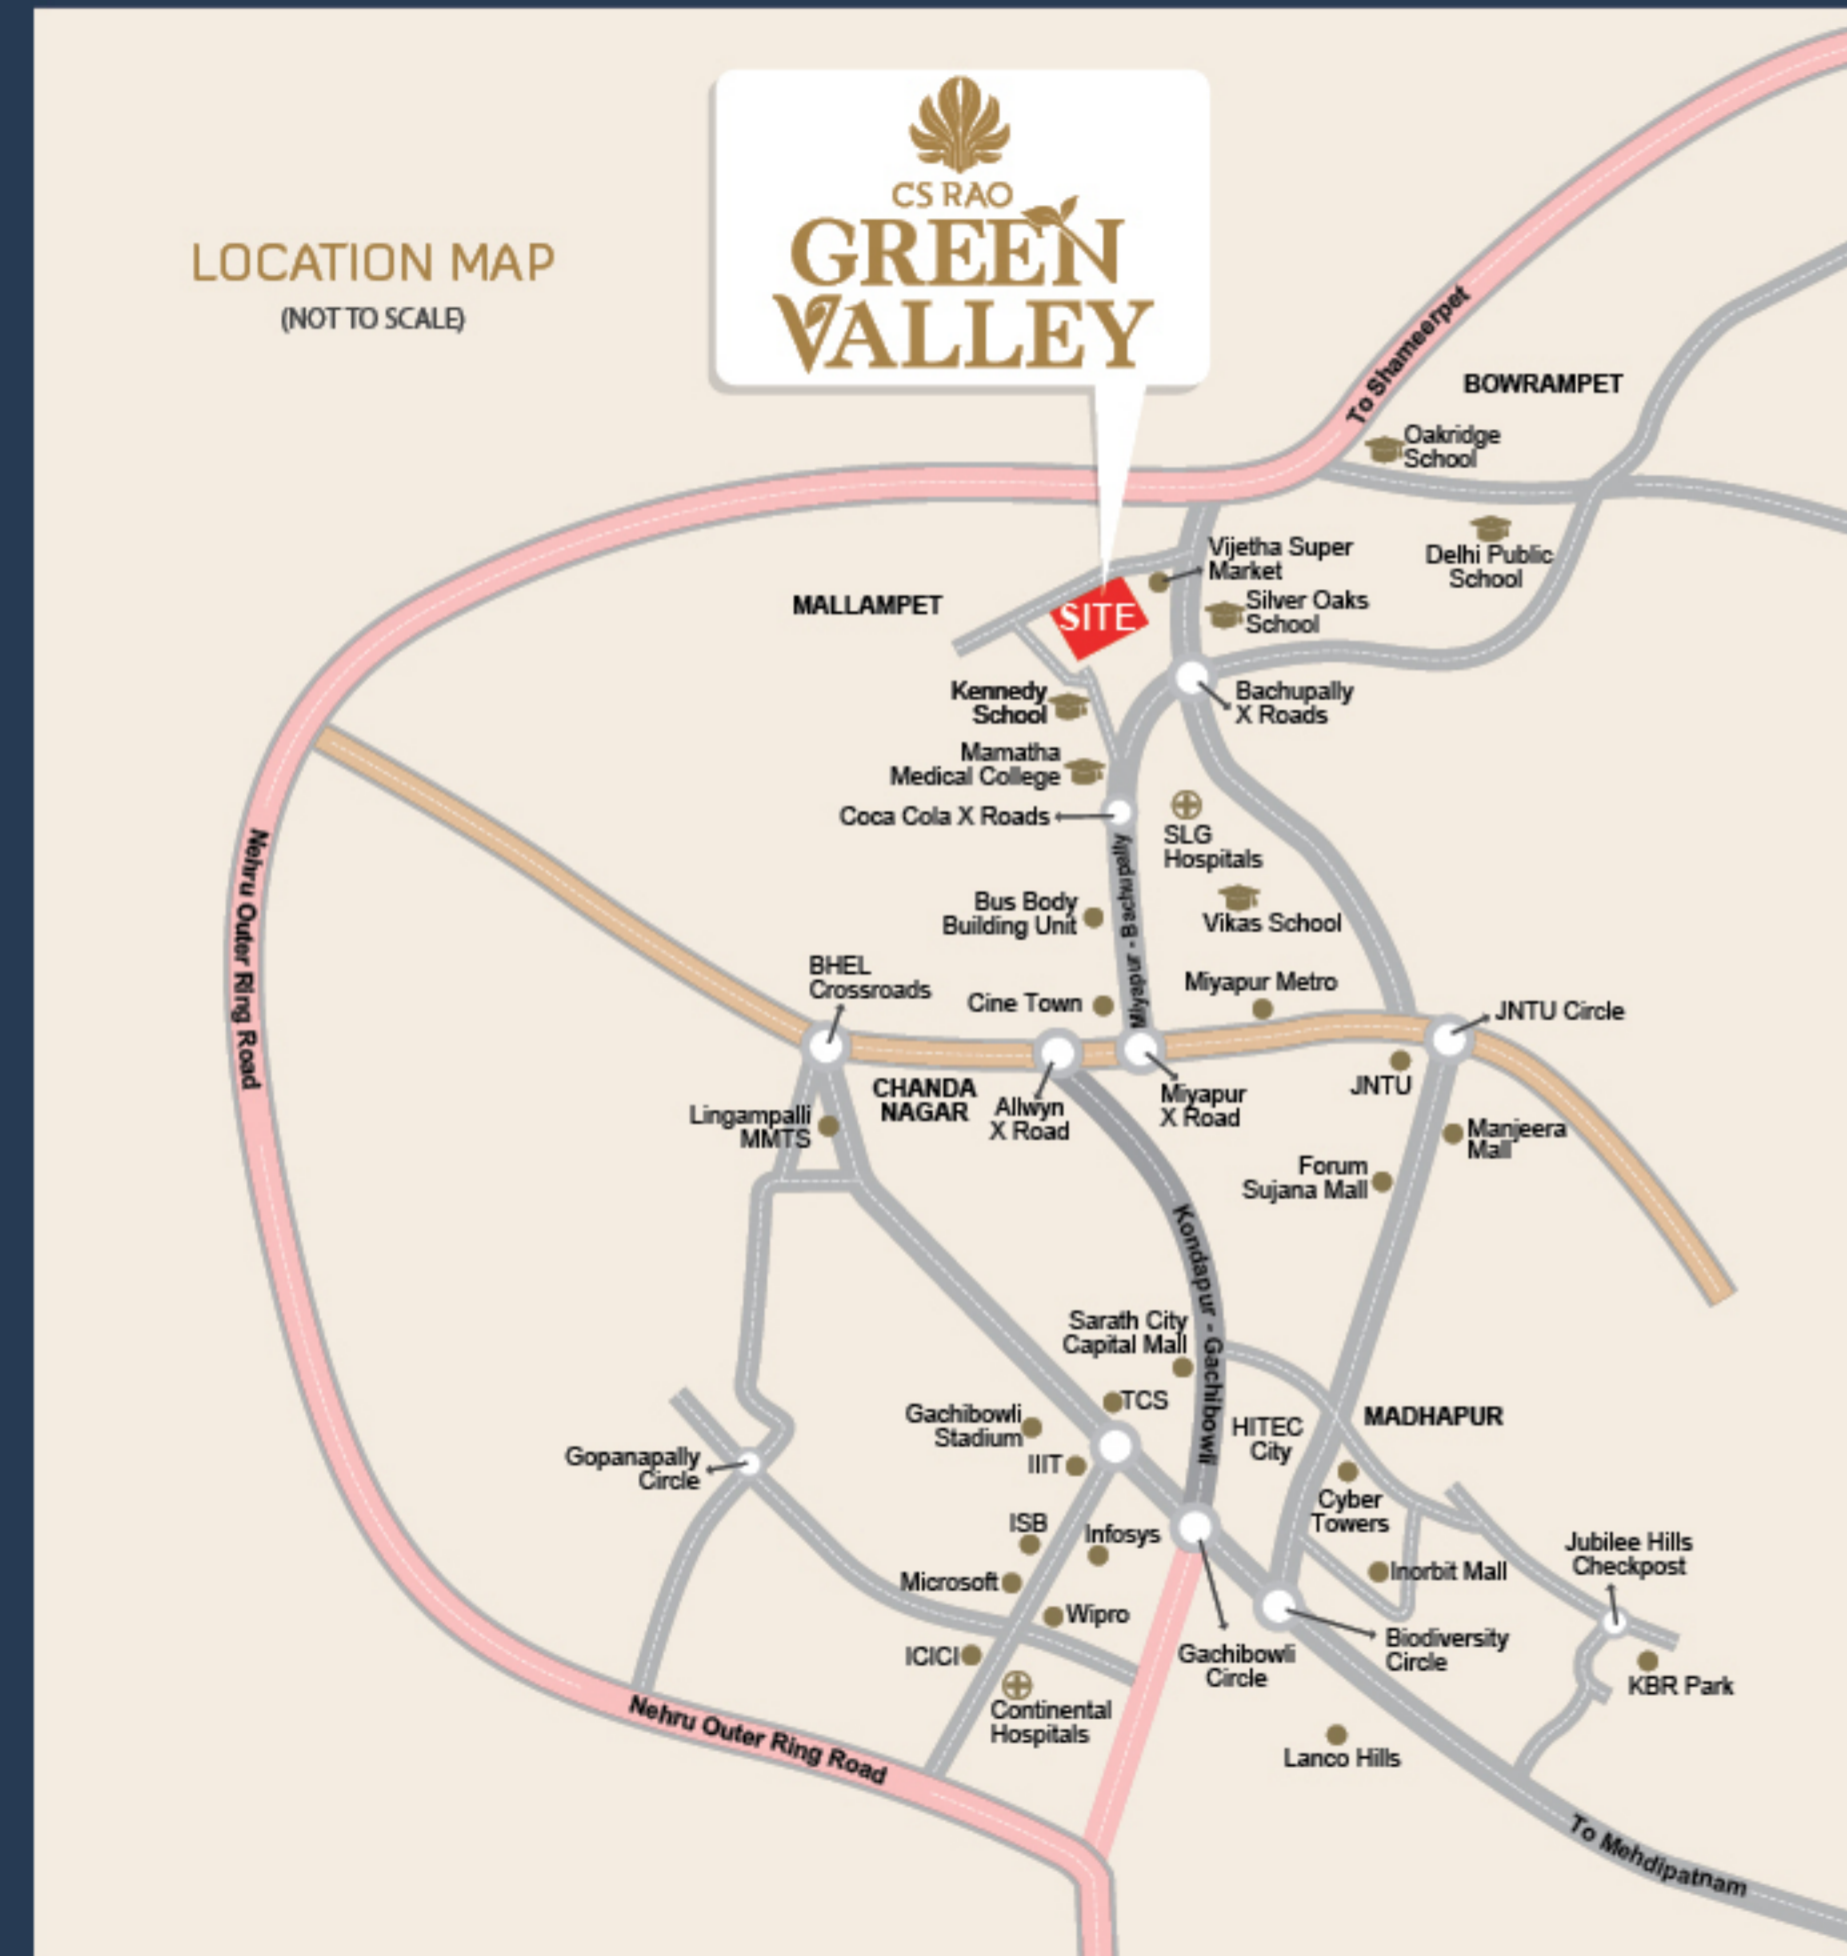 CS RAO
GREEN
VALLEY
LOCATION MAP
(NOT TO SCALE)
To Shameerpet
BOWRAMPET
Oakridge
School
Delhi Public
School
Vijetha Super
Market
MALLAMPET
SITE
Silver Oaks
School
Kennedy
School
Bachupally
X Roads
Mamatha
Medical College
Coca Cola X Roads
SLG
Hospitals
Miyapur - Bachupally
Nehru Outer Ring Road
Bus Body
Building Unit
Vikas School
BHEL
Crossroads
Cine Town
Miyapur Metro
JNTU Circle
CHANDA
NAGAR
Allwyn
X Road
Miyapur
X Road
JNTU
Lingampalli
MMTS
Manjeera
Mall
Forum
Sujana Mall
Kondapur - Gachibowli
Sarath City
Capital Mall
TCS
Gachibowli
Stadium
HITEC
City
MADHAPUR
Gopanapally
Circle
IIIT
Cyber
Towers
ISB
Infosys
Jubilee Hills
Checkpost
Microsoft
Inorbit Mall
Wipro
ICICI
Gachibowli
Circle
Biodiversity
Circle
KBR Park
Continental
Hospitals
Nehru Outer Ring Road
Lanco Hills
To Mehdipatnam